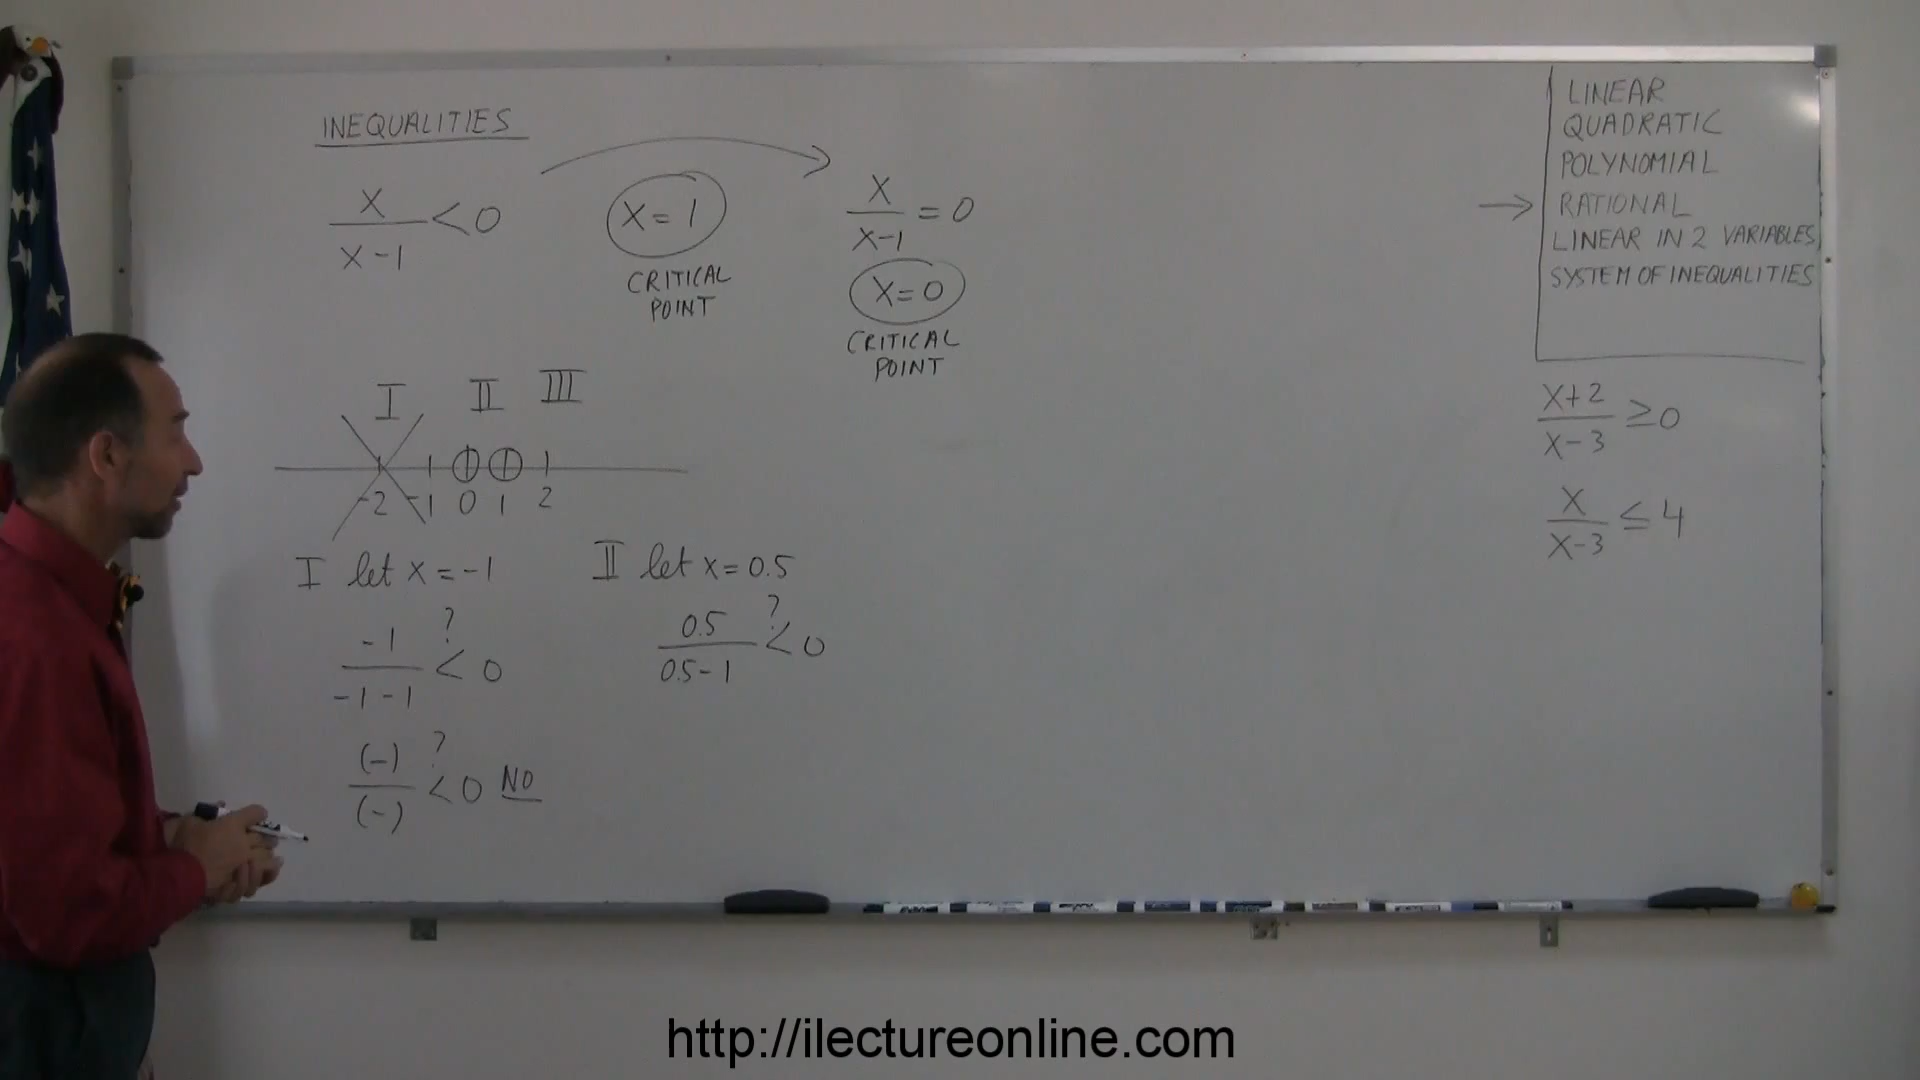 INEQUALITIES
x
x-1
<0
x=1
CRITICAL
POINT
x
x-1
=0
x=0
CRITICAL
POINT
I II III
-2 -1 0 1 2
I let x=-1
-1
-1-1
?
< 0
(-)
(-)
?
<0 NO
II let x=0.5
0.5
0.5-1
?
<0
LINEAR
QUADRATIC
POLYNOMIAL
→ RATIONAL
LINEAR IN 2 VARIABLES
SYSTEM OF INEQUALITIES
x+2
x-3
≥0
x
x-3
≤4
http://ilectureonline.com